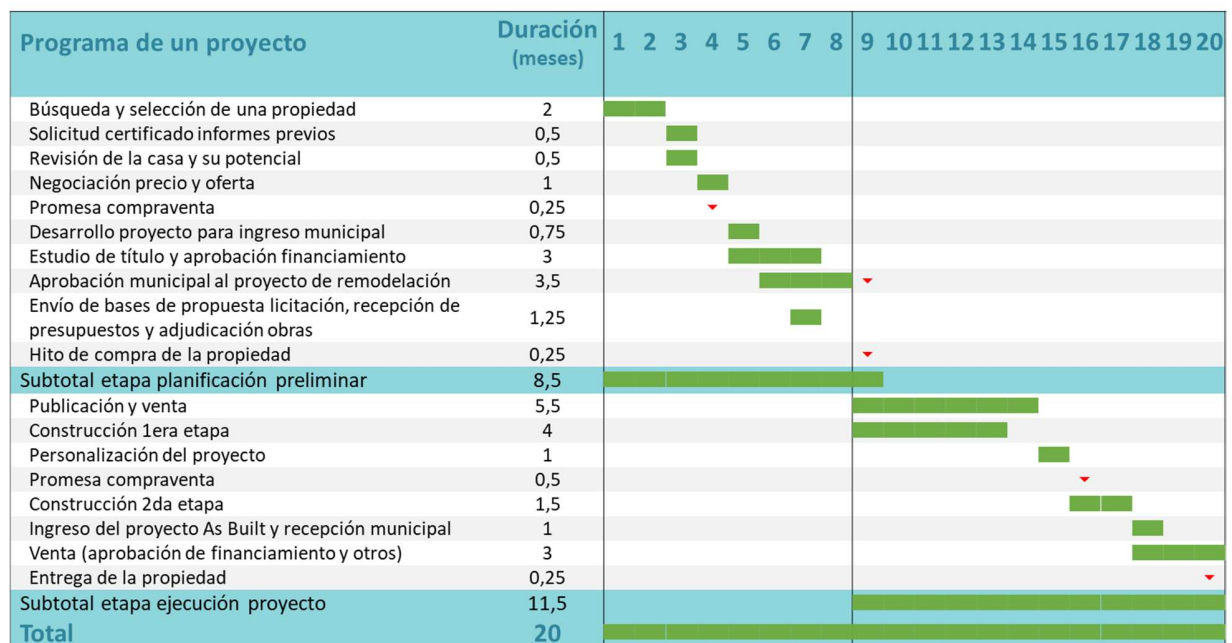 Programa de un proyecto Duración (meses) 1 2 3 4 5 6 7 8 9 10 11 12 13 14 15 16 17 18 19 20
Búsqueda y selección de una propiedad 2
Solicitud certificado informes previos 0,5
Revisión de la casa y su potencial 0,5
Negociación precio y oferta 1
Promesa compraventa 0,25
Desarrollo proyecto para ingreso municipal 0,75
Estudio de título y aprobación financiamiento 3
Aprobación municipal al proyecto de remodelación 3,5
Envío de bases de propuesta licitación, recepción de
presupuestos y adjudicación obras 1,25
Hito de compra de la propiedad 0,25
Subtotal etapa planificación preliminar 8,5
Publicación y venta 5,5
Construcción 1era etapa 4
Personalización del proyecto 1
Promesa compraventa 0,5
Construcción 2da etapa 1,5
Ingreso del proyecto As Built y recepción municipal 1
Venta (aprobación de financiamiento y otros) 3
Entrega de la propiedad 0,25
Subtotal etapa ejecución proyecto 11,5
Total 20